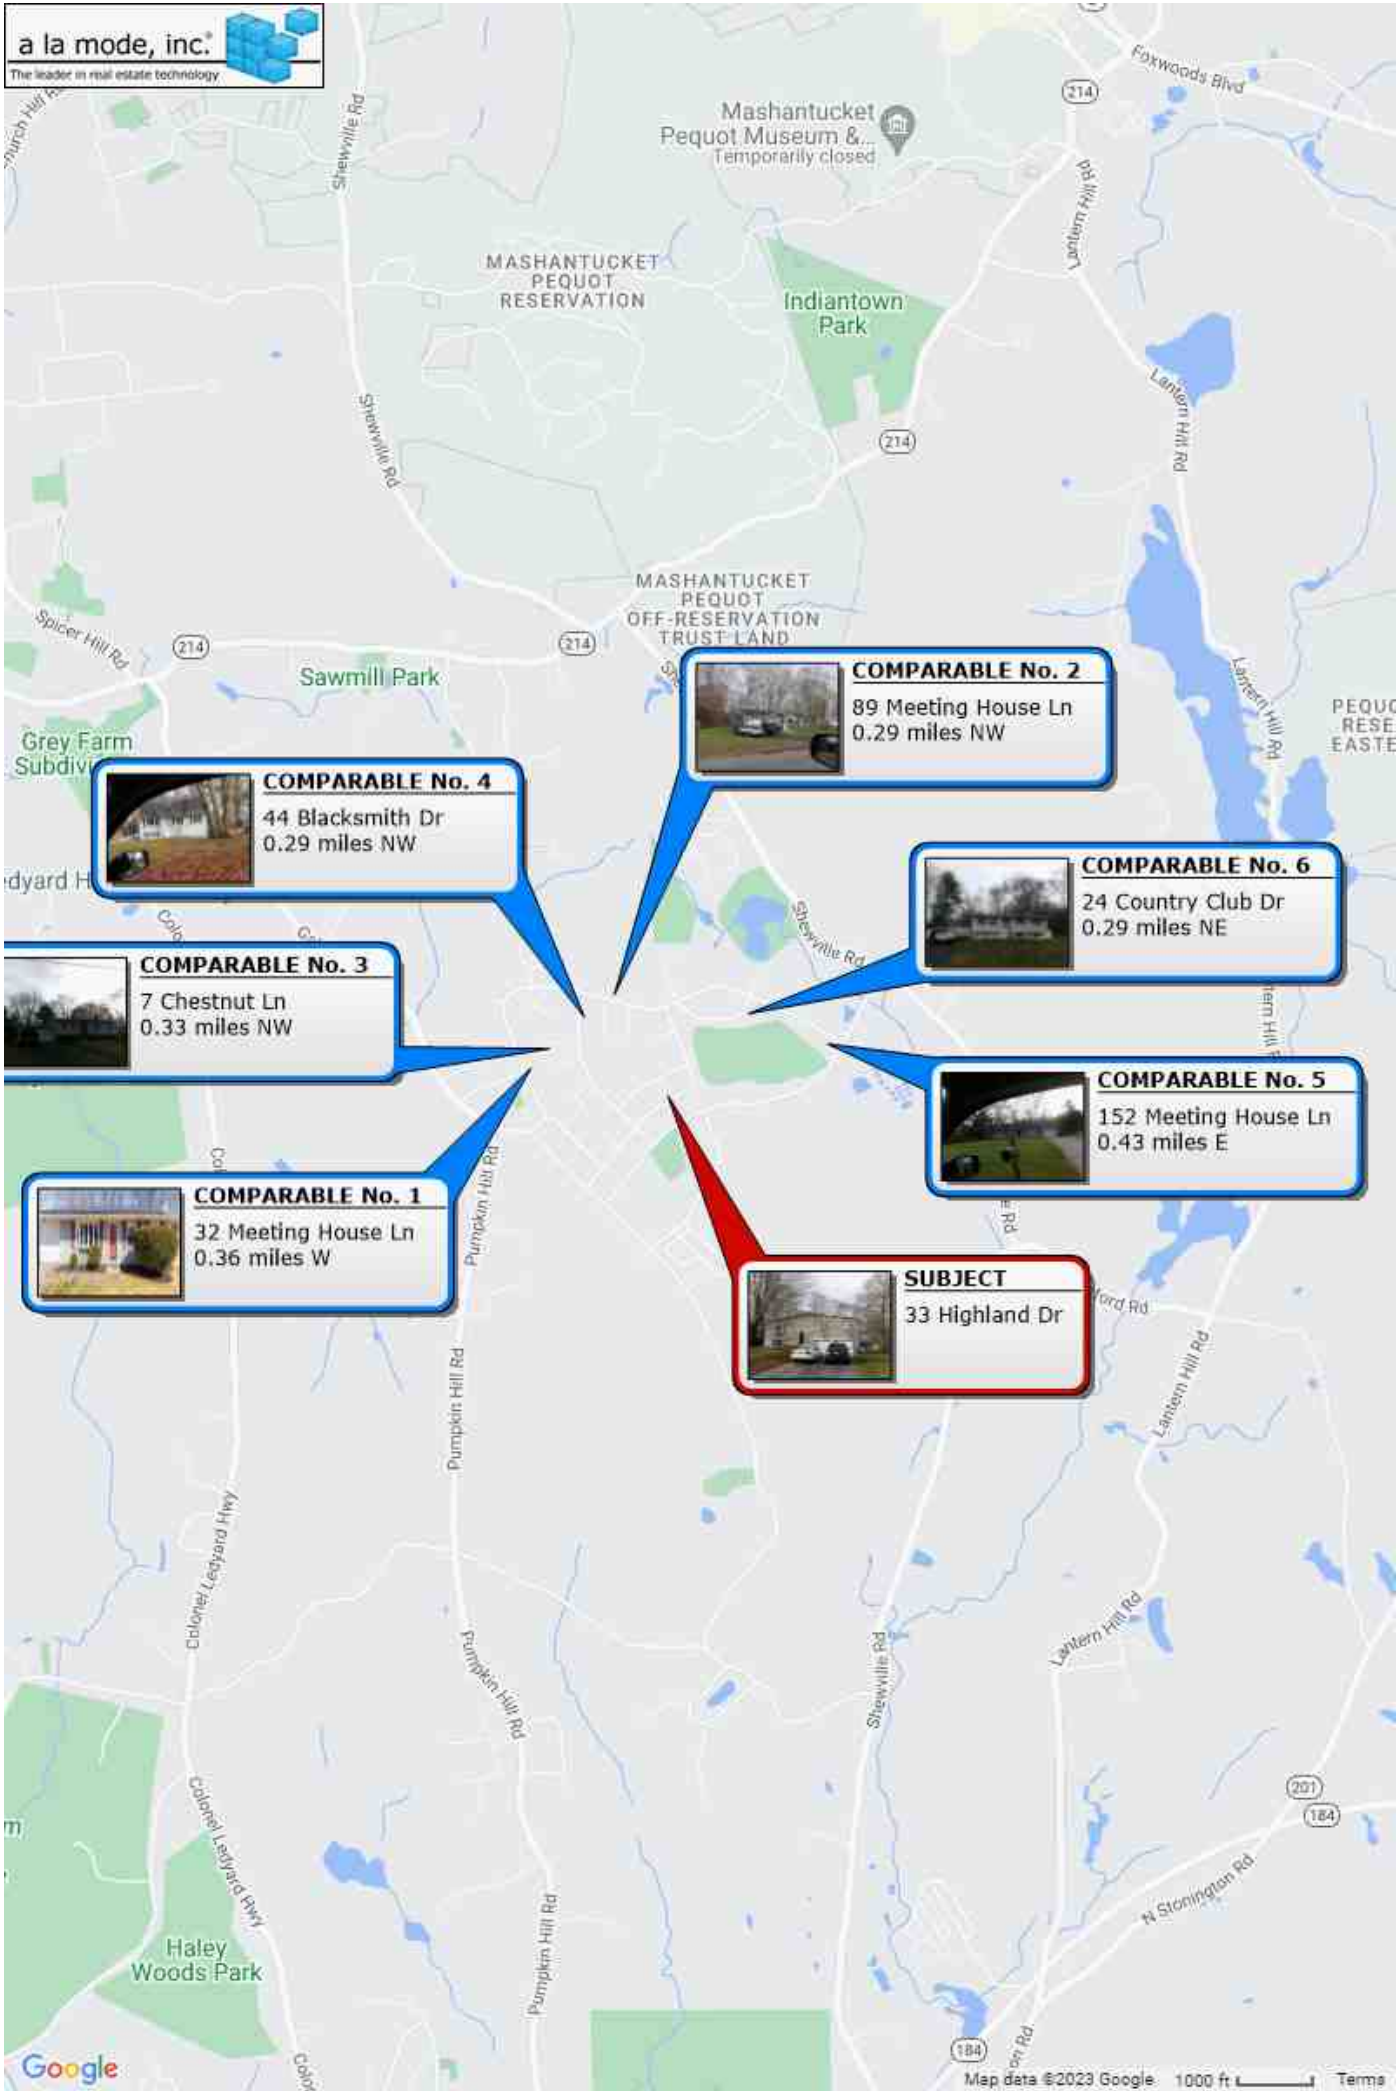 a la mode, inc.®
The leader in real estate technology
Shewville Rd
Foxwoods Blvd
214
Mashantucket
Pequot Museum &...
Temporarily closed
Lantern Hill Rd
MASHANTUCKET
PEQUOT
RESERVATION
Indiantown
Park
Lantern Hill Rd
Shewville Rd
214
MASHANTUCKET
PEQUOT
OFF-RESERVATION
TRUST LAND
Spicer Hill Rd
214
214
Sawmill Park
Lantern Hill Rd
COMPARABLE No. 2
89 Meeting House Ln
0.29 miles NW
Grey Farm
COMPARABLE No. 4
44 Blacksmith Dr
0.29 miles NW
COMPARABLE No. 6
24 Country Club Dr
0.29 miles NE
Shewville Rd
COMPARABLE No. 3
7 Chestnut Ln
0.33 miles NW
COMPARABLE No. 5
152 Meeting House Ln
0.43 miles E
COMPARABLE No. 1
32 Meeting House Ln
0.36 miles W
Pumpkin Hill Rd
SUBJECT
33 Highland Dr
Pumpkin Hill Rd
Lantern Hill Rd
Colonel Ledyard Hwy
Lantern Hill Rd
Pumpkin Hill Rd
Shewville Rd
201
184
Colonel Ledyard Hwy
N Stonington Rd
Haley
Woods Park
Pumpkin Hill Rd
184
Google
Map data ©2023 Google
1000 ft
Terms